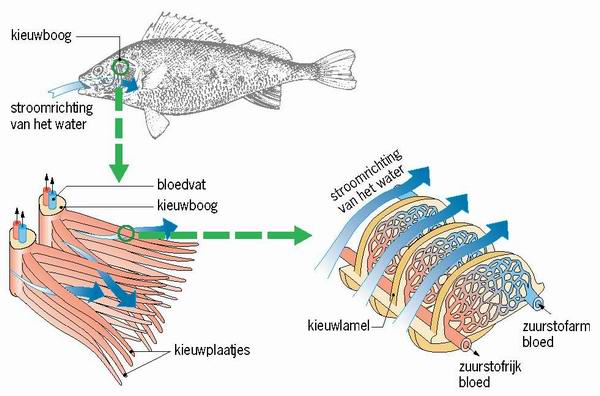 kieuwboog
stroomrichting
van het water
bloedvat
kieuwboog
kieuwplaatjes
stroomrichting
van het water
kieuwlamel
zuurstofarm
bloed
zuurstofrijk
bloed